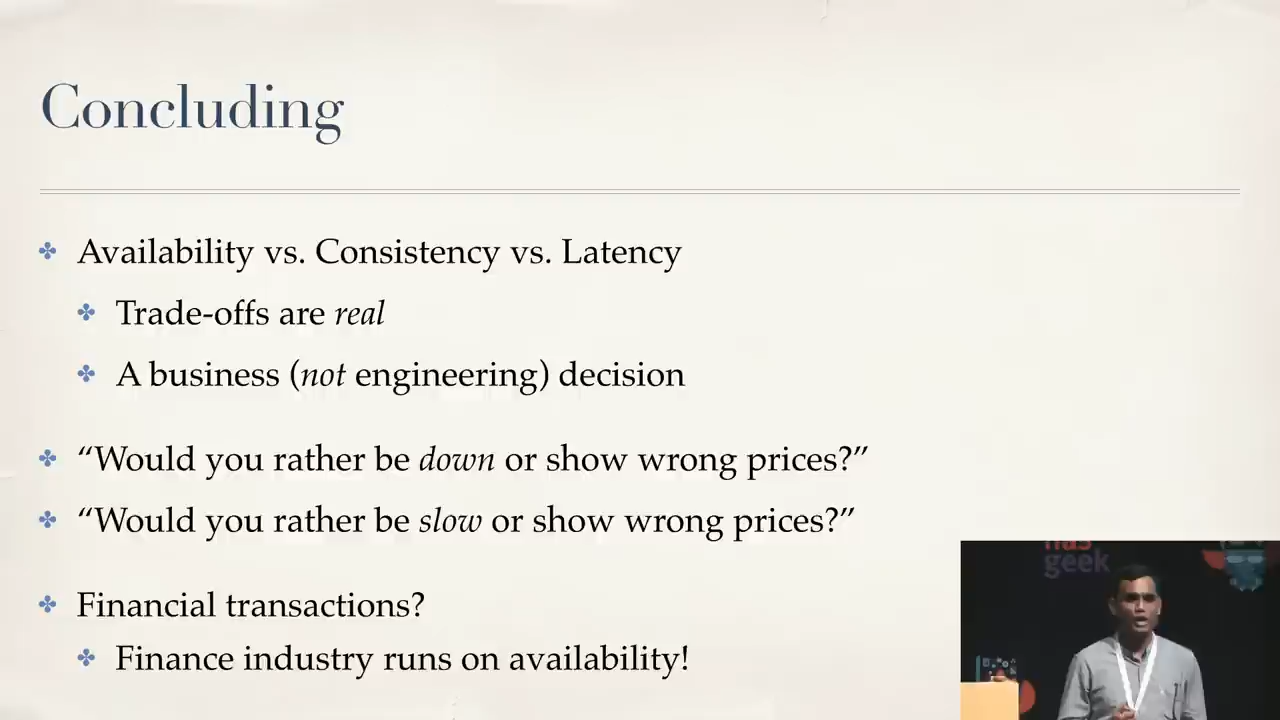 Concluding
Availability vs. Consistency vs. Latency
Trade-offs are real
A business (not engineering) decision
“Would you rather be down or show wrong prices?”
“Would you rather be slow or show wrong prices?”
Financial transactions?
Finance industry runs on availability!
has
geek